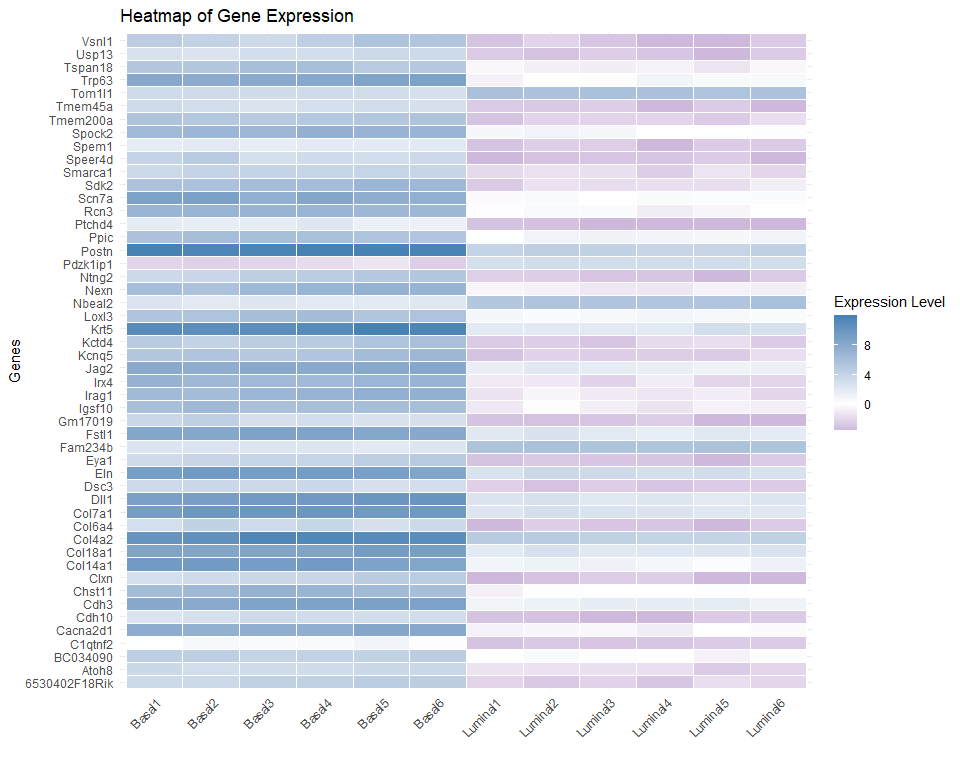 Heatmap of Gene Expression
Genes
Vsnl1
Usp13
Tspan18
Trp63
Tom1l1
Tmem45a
Tmem200a
Spock2
Spem1
Speer4d
Smarca1
Sdk2
Scn7a
Rcn3
Ptchd4
Ppic
Postn
Pdzk1ip1
Ntng2
Nexn
Nbeal2
Loxl3
Krt5
Kctd4
Kcnq5
Jag2
Irx4
Irag1
Igsf10
Gm17019
Fstl1
Fam234b
Eya1
Eln
Dsc3
Dll1
Col7a1
Col6a4
Col4a2
Col18a1
Col14a1
Clxn
Chst11
Cdh3
Cdh10
Cacna2d1
C1qtnf2
BC034090
Atoh8
6530402F18Rik
Basal1
Basal2
Basal3
Basal4
Basal5
Basal6
Luminal1
Luminal2
Luminal3
Luminal4
Luminal5
Luminal6
Expression Level
8
4
0